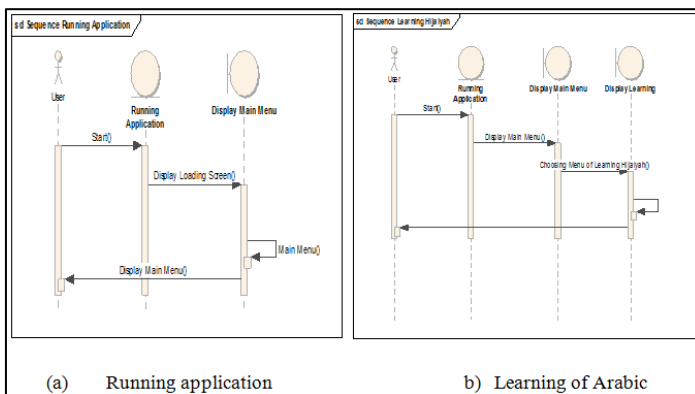 sd Sequence Running Application
User
Running
Application
Display Main Menu
Start()
Display Loading Screen()
Main Menu()
Display Main Menu()
(a) Running application
sd Sequence Learning Hijaiyah
User
Running
Application
Display Main Menu
Display Learning
Start()
Display Main Menu()
Choosing Menu of Learning Hijaiyah()
b) Learning of Arabic